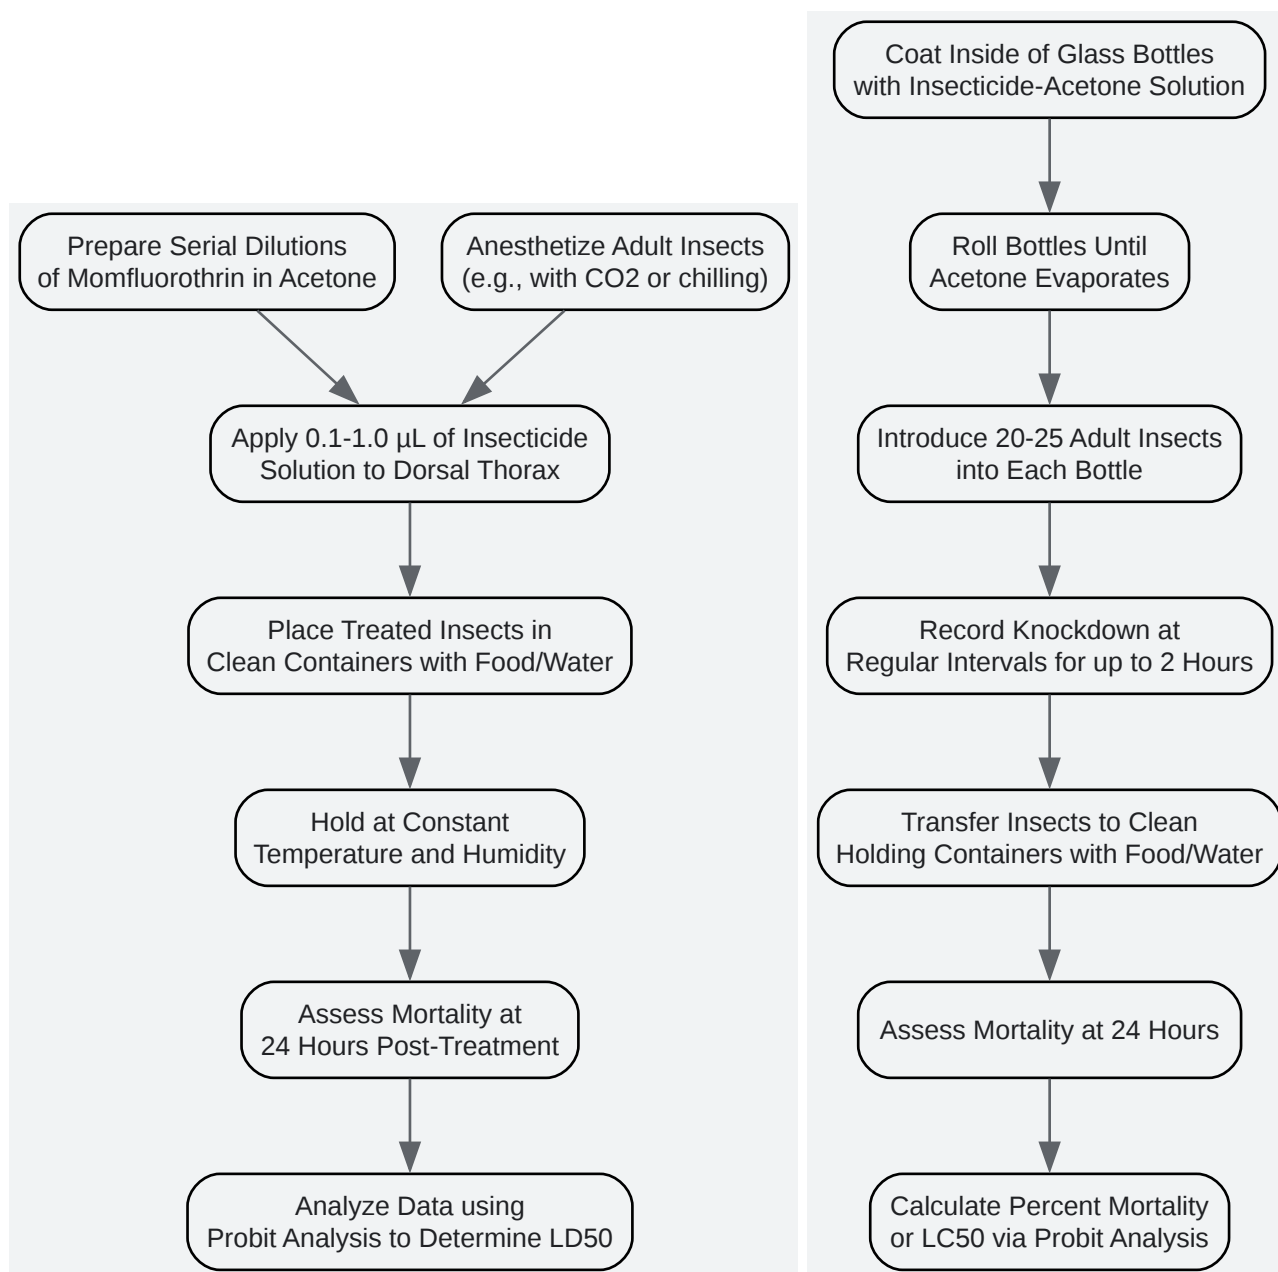 Prepare Serial Dilutions
of Momfluorothrin in Acetone
Anesthetize Adult Insects
(e.g., with CO2 or chilling)
Apply 0.1-1.0 µL of Insecticide
Solution to Dorsal Thorax
Place Treated Insects in
Clean Containers with Food/Water
Hold at Constant
Temperature and Humidity
Assess Mortality at
24 Hours Post-Treatment
Analyze Data using
Probit Analysis to Determine LD50
Coat Inside of Glass Bottles
with Insecticide-Acetone Solution
Roll Bottles Until
Acetone Evaporates
Introduce 20-25 Adult Insects
into Each Bottle
Record Knockdown at
Regular Intervals for up to 2 Hours
Transfer Insects to Clean
Holding Containers with Food/Water
Assess Mortality at 24 Hours
Calculate Percent Mortality
or LC50 via Probit Analysis